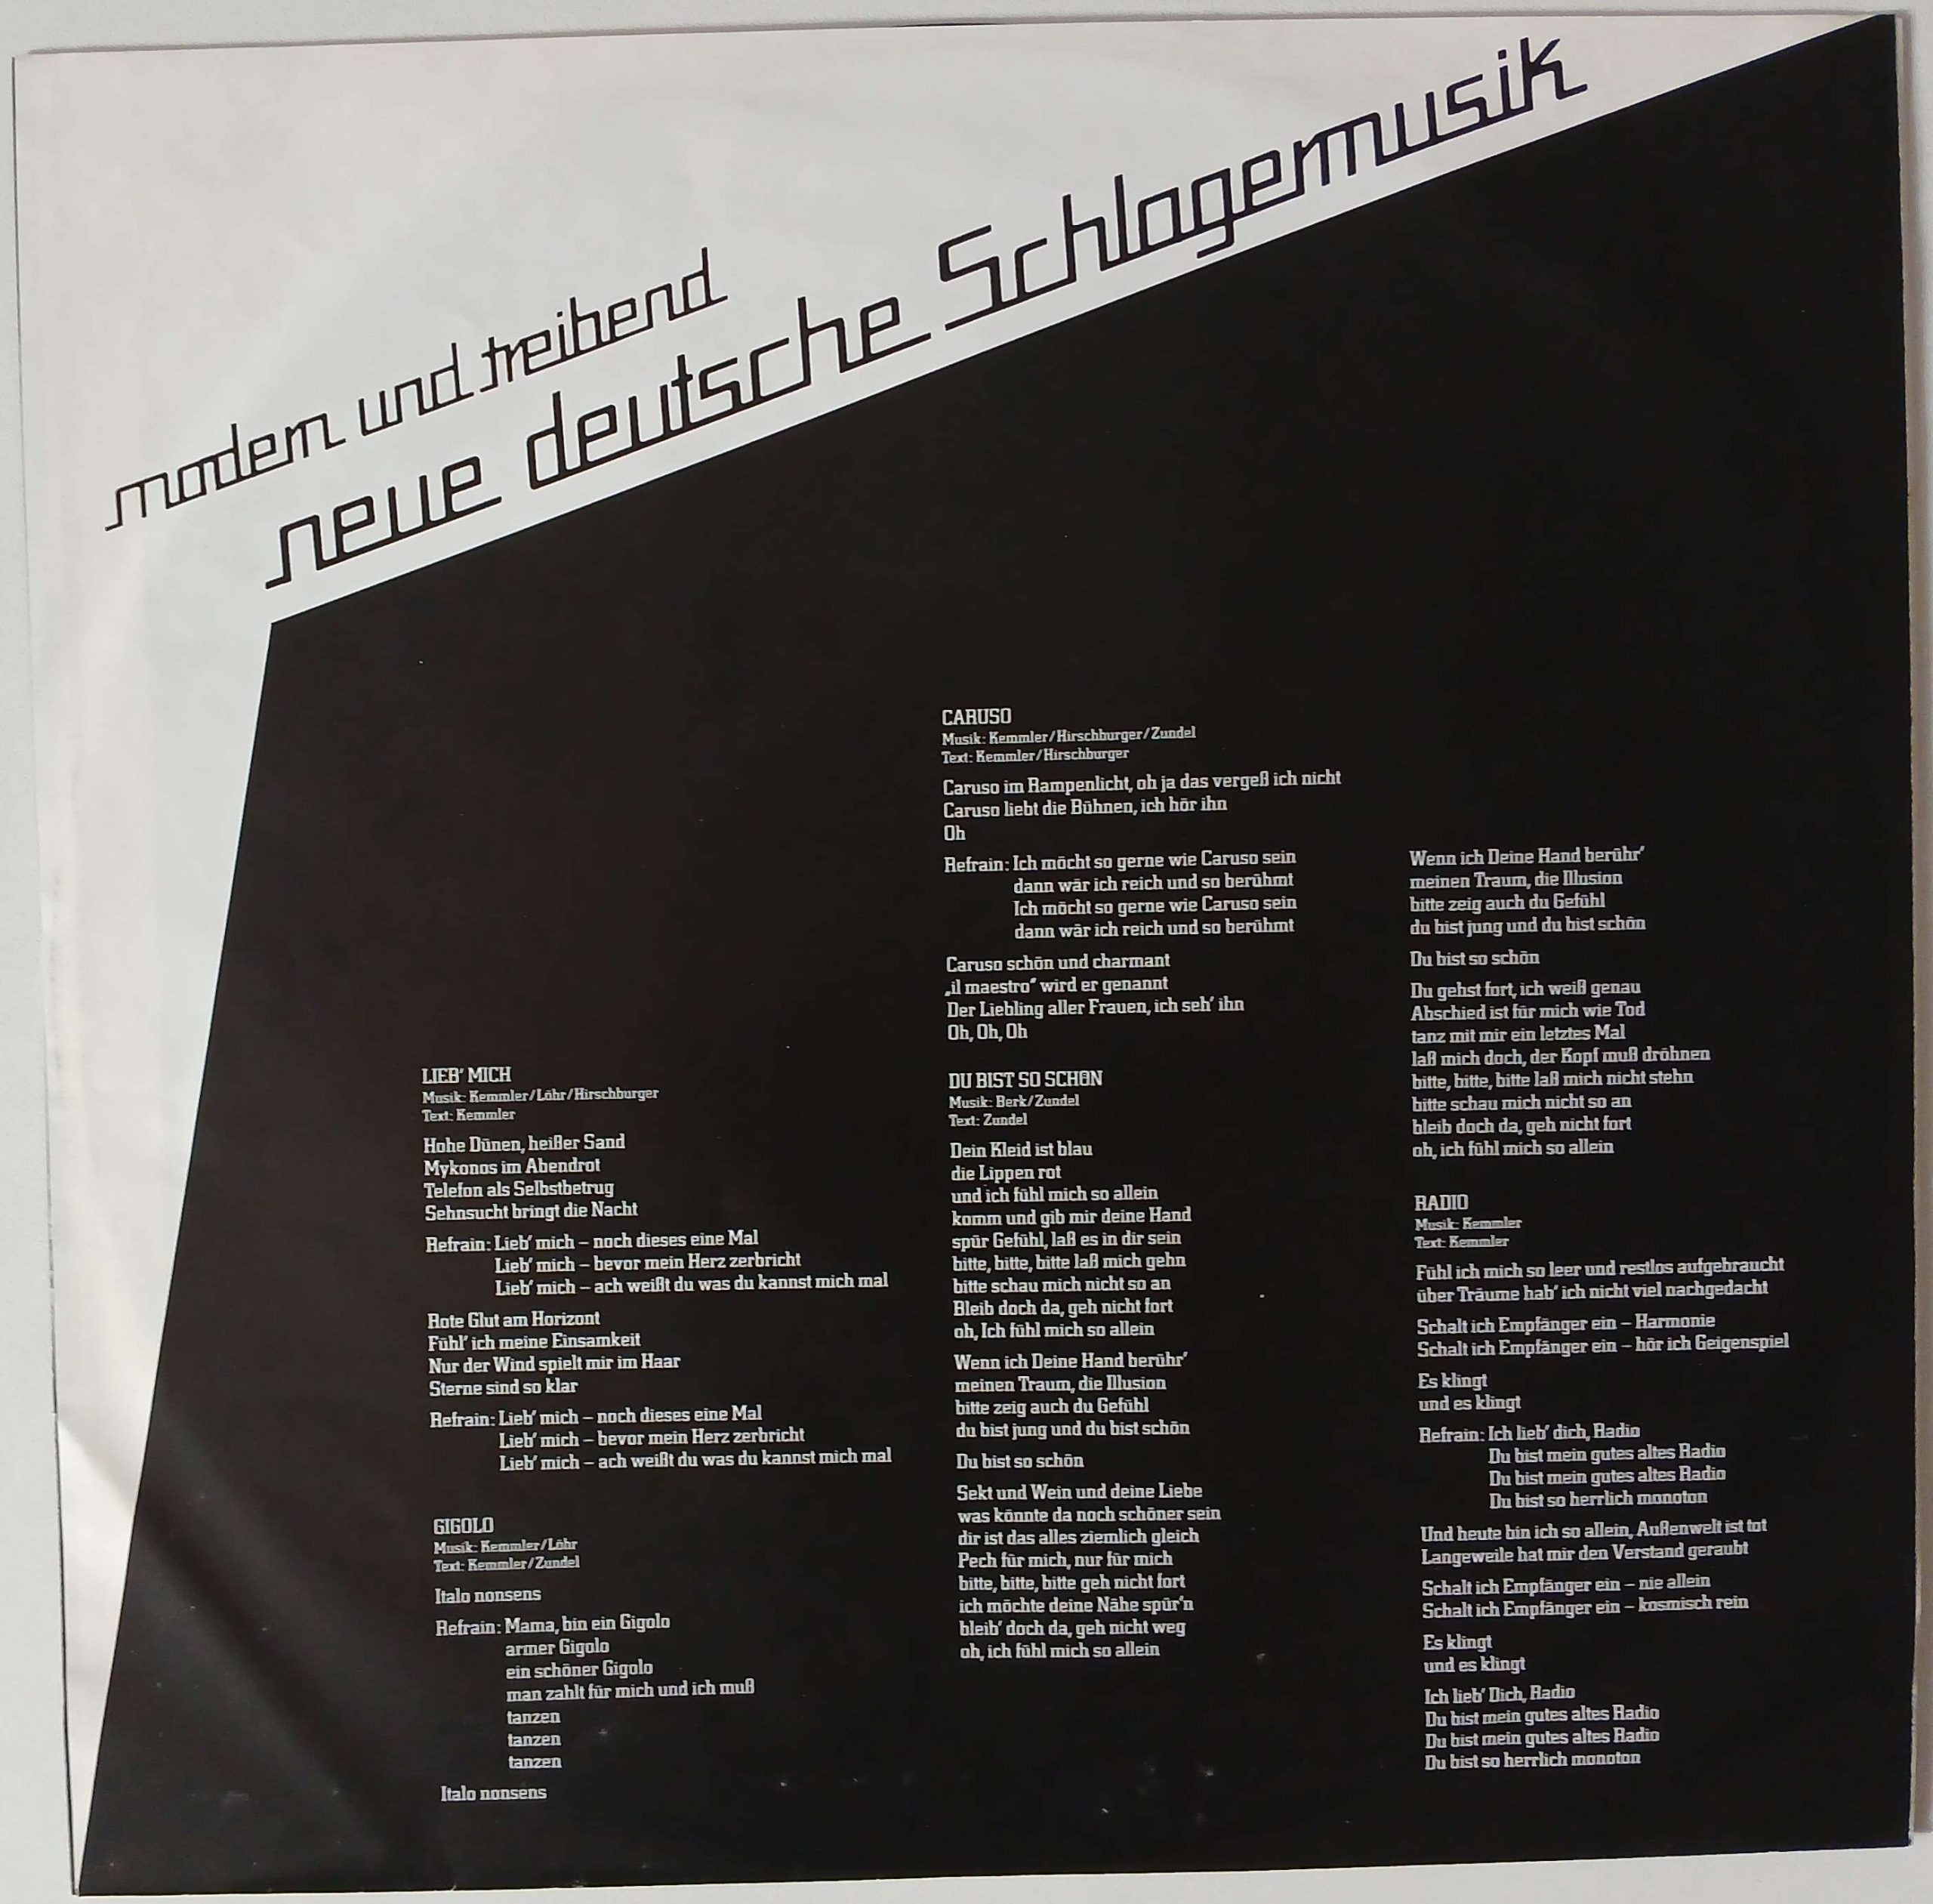 modern und treibend
neue deutsche Schlagermusik
LIEB' MICH
Musik: Kemmler/Löhr/Hirschburger
Text: Kemmler
Hohe Dünen, heißer Sand
Mykonos im Abendrot
Telefon als Selbstbetrug
Sehnsucht bringt die Nacht
Refrain: Lieb' mich – noch dieses eine Mal
Lieb' mich – bevor mein Herz zerbricht
Lieb' mich – ach weißt du was du kannst mich mal
Rote Glut am Horizont
Fühl' ich meine Einsamkeit
Nur der Wind spielt mir im Haar
Sterne sind so klar
Refrain: Lieb' mich – noch dieses eine Mal
Lieb' mich – bevor mein Herz zerbricht
Lieb' mich – ach weißt du was du kannst mich mal
GIGOLO
Musik: Kemmler/Löhr
Text: Kemmler/Zundel
Italo nonsens
Refrain: Mama, bin ein Gigolo
armer Gigolo
ein schöner Gigolo
man zahlt für mich und ich muß
tanzen
tanzen
tanzen
Italo nonsens
CARUSO
Musik: Kemmler/Hirschburger/Zundel
Text: Kemmler/Hirschburger
Caruso im Rampenlicht, oh ja das vergeß ich nicht
Caruso liebt die Bühnen, ich hör ihn
Oh
Refrain: Ich möcht so gerne wie Caruso sein
dann wär ich reich und so berühmt
Ich möcht so gerne wie Caruso sein
dann wär ich reich und so berühmt
Caruso schön und charmant
„il maestro" wird er genannt
Der Liebling aller Frauen, ich seh' ihn
Oh, Oh, Oh
DU BIST SO SCHÖN
Musik: Berk/Zundel
Text: Zundel
Dein Kleid ist blau
die Lippen rot
und ich fühl mich so allein
komm und gib mir deine Hand
spür Gefühl, laß es in dir sein
bitte, bitte, bitte laß mich gehn
bitte schau mich nicht so an
Bleib doch da, geh nicht fort
oh, Ich fühl mich so allein
Wenn ich Deine Hand berühr'
meinen Traum, die Illusion
bitte zeig auch du Gefühl
du bist jung und du bist schön
Du bist so schön
Sekt und Wein und deine Liebe
was könnte da noch schöner sein
dir ist das alles ziemlich gleich
Pech für mich, nur für mich
bitte, bitte, bitte geh nicht fort
ich möchte deine Nähe spür'n
bleib' doch da, geh nicht weg
oh, ich fühl mich so allein
Wenn ich Deine Hand berühr'
meinen Traum, die Illusion
bitte zeig auch du Gefühl
du bist jung und du bist schön
Du bist so schön
Du gehst fort, ich weiß genau
Abschied ist für mich wie Tod
tanz mit mir ein letztes Mal
laß mich doch, der Kopf muß dröhnen
bitte, bitte, bitte laß mich nicht stehn
bitte schau mich nicht so an
bleib doch da, geh nicht fort
oh, ich fühl mich so allein
RADIO
Musik: Kemmler
Text: Kemmler
Fühl ich mich so leer und restlos aufgebraucht
über Träume hab' ich nicht viel nachgedacht
Schalt ich Empfänger ein – Harmonie
Schalt ich Empfänger ein – hör ich Geigenspiel
Es klingt
und es klingt
Refrain: Ich lieb' dich, Radio
Du bist mein gutes altes Radio
Du bist mein gutes altes Radio
Du bist so herrlich monoton
Und heute bin ich so allein, Außenwelt ist tot
Langeweile hat mir den Verstand geraubt
Schalt ich Empfänger ein – nie allein
Schalt ich Empfänger ein – kosmisch rein
Es klingt
und es klingt
Ich lieb' Dich, Radio
Du bist mein gutes altes Radio
Du bist mein gutes altes Radio
Du bist so herrlich monoton